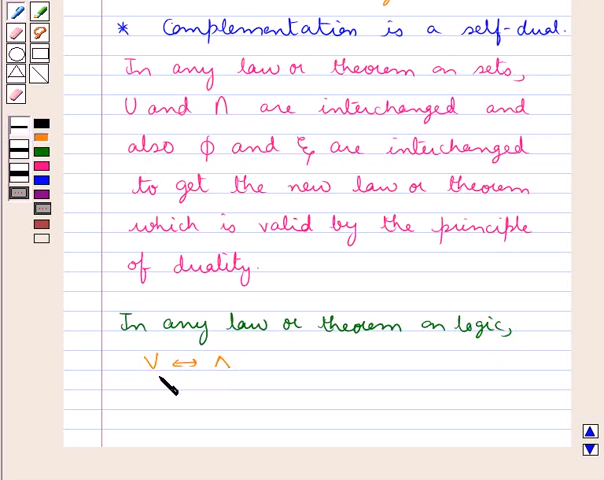 * Complementation is a self-dual.
In any law or theorem on sets,
∪ and ∩ are interchanged and
also ϕ and ξ are interchanged
to get the new law or theorem
which is valid by the principle
of duality.
In any law or theorem on logic,
∨ ↔ ∧